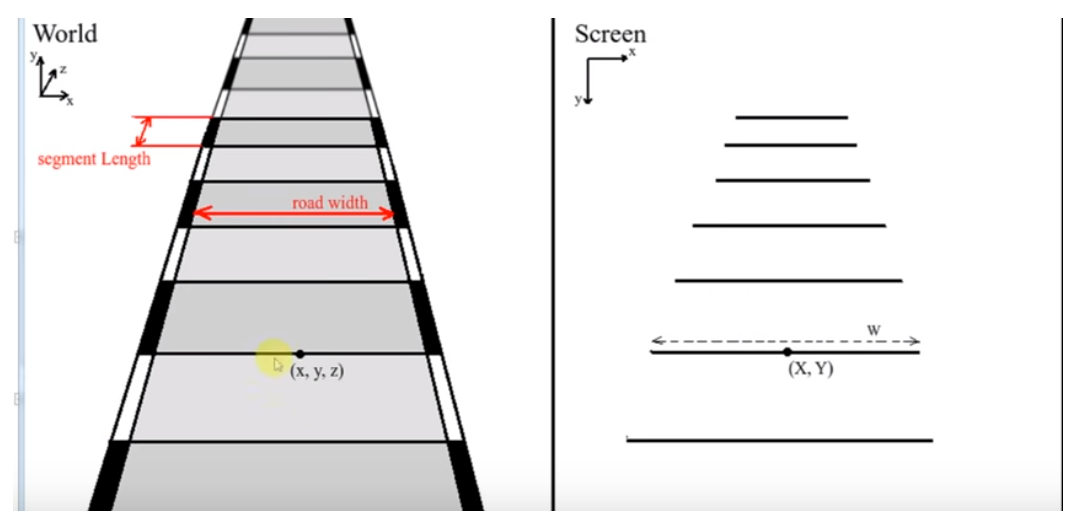 World
y
z
x
segment Length
road width
(x, y, z)
Screen
x
y
W
(X, Y)